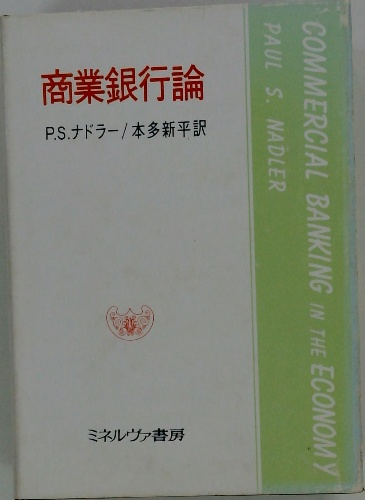 商業銀行論
P.S.ナドラー/本多新平訳
ミネルヴァ書房
COMMERCIAL BANKING IN THE ECONOMY
PAUL S. NADLER